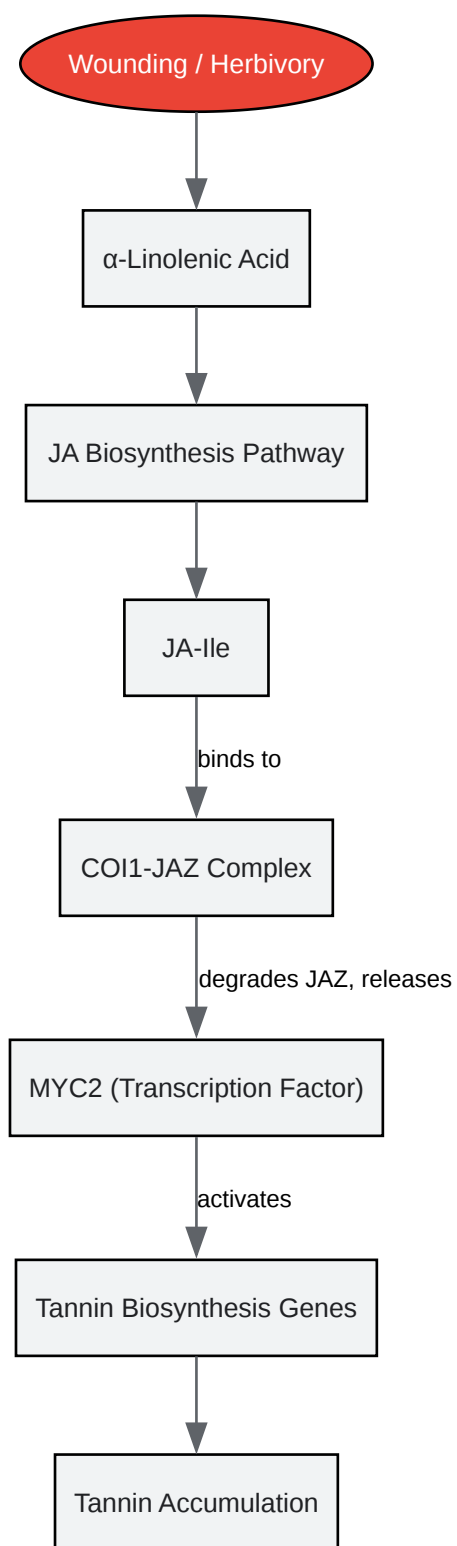 Wounding / Herbivory
α-Linolenic Acid
JA Biosynthesis Pathway
JA-Ile
binds to
COI1-JAZ Complex
degrades JAZ, releases
MYC2 (Transcription Factor)
activates
Tannin Biosynthesis Genes
Tannin Accumulation